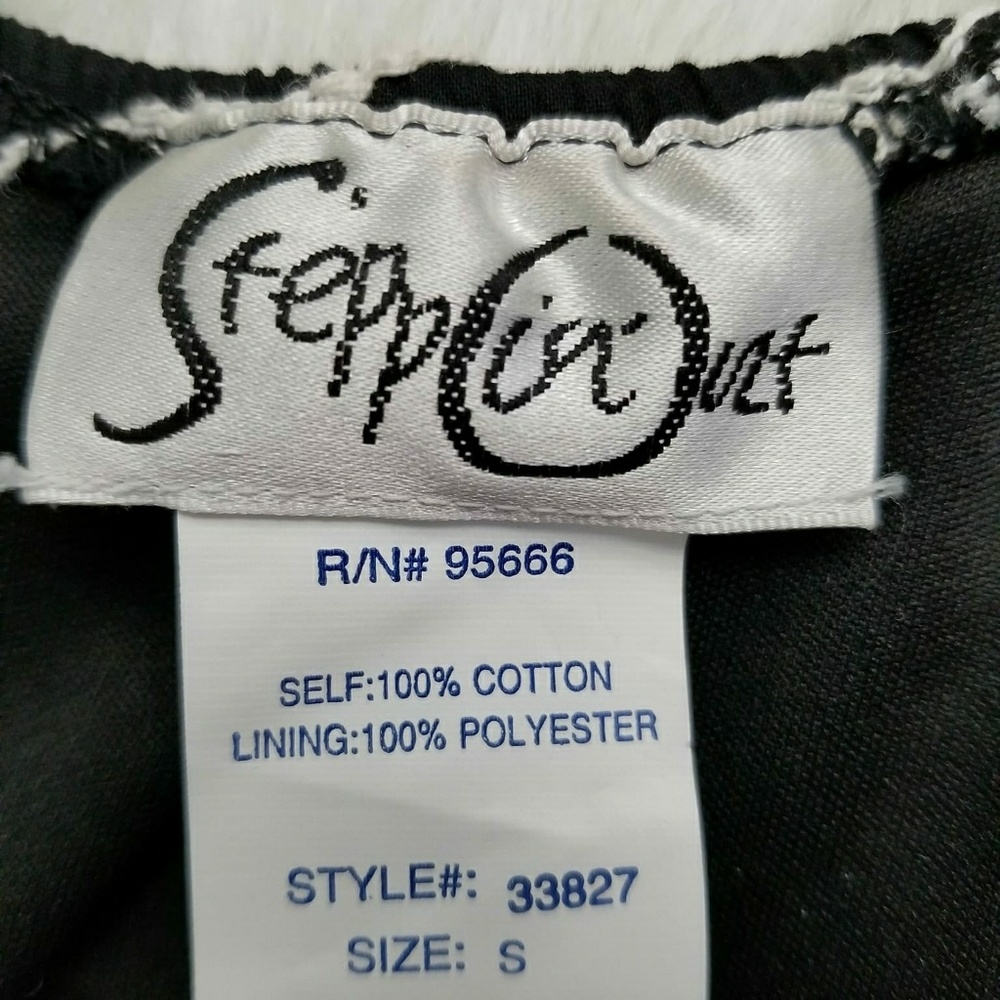 Steppin Out
R/N# 95666
SELF:100% COTTON
LINING:100% POLYESTER
STYLE#: 33827
SIZE: S